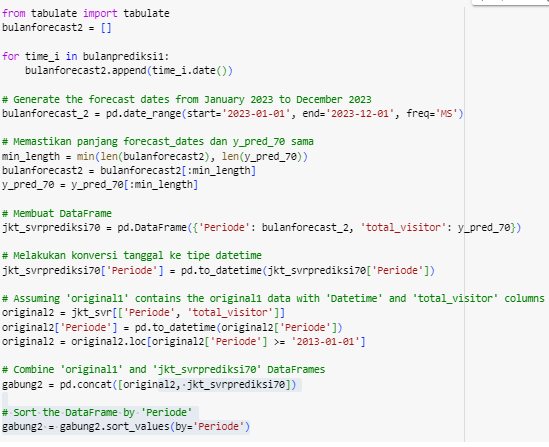 from tabulate import tabulate
bulanforecast2 = []
for time_i in bulanprediksi1:
    bulanforecast2.append(time_i.date())
# Generate the forecast dates from January 2023 to December 2023
bulanforecast_2 = pd.date_range(start='2023-01-01', end='2023-12-01', freq='MS')
# Memastikan panjang forecast_dates dan y_pred_70 sama
min_length = min(len(bulanforecast2), len(y_pred_70))
bulanforecast2 = bulanforecast2[:min_length]
y_pred_70 = y_pred_70[:min_length]
# Membuat DataFrame
jkt_svrprediksi70 = pd.DataFrame({'Periode': bulanforecast_2, 'total_visitor': y_pred_70})
# Melakukan konversi tanggal ke tipe datetime
jkt_svrprediksi70['Periode'] = pd.to_datetime(jkt_svrprediksi70['Periode'])
# Assuming 'original1' contains the original1 data with 'Datetime' and 'total_visitor' columns
original2 = jkt_svr[['Periode', 'total_visitor']]
original2['Periode'] = pd.to_datetime(original2['Periode'])
original2 = original2.loc[original2['Periode'] >= '2013-01-01']
# Combine 'original1' and 'jkt_svrprediksi70' DataFrames
gabung2 = pd.concat([original2, jkt_svrprediksi70])
# Sort the DataFrame by 'Periode'
gabung2 = gabung2.sort_values(by='Periode')